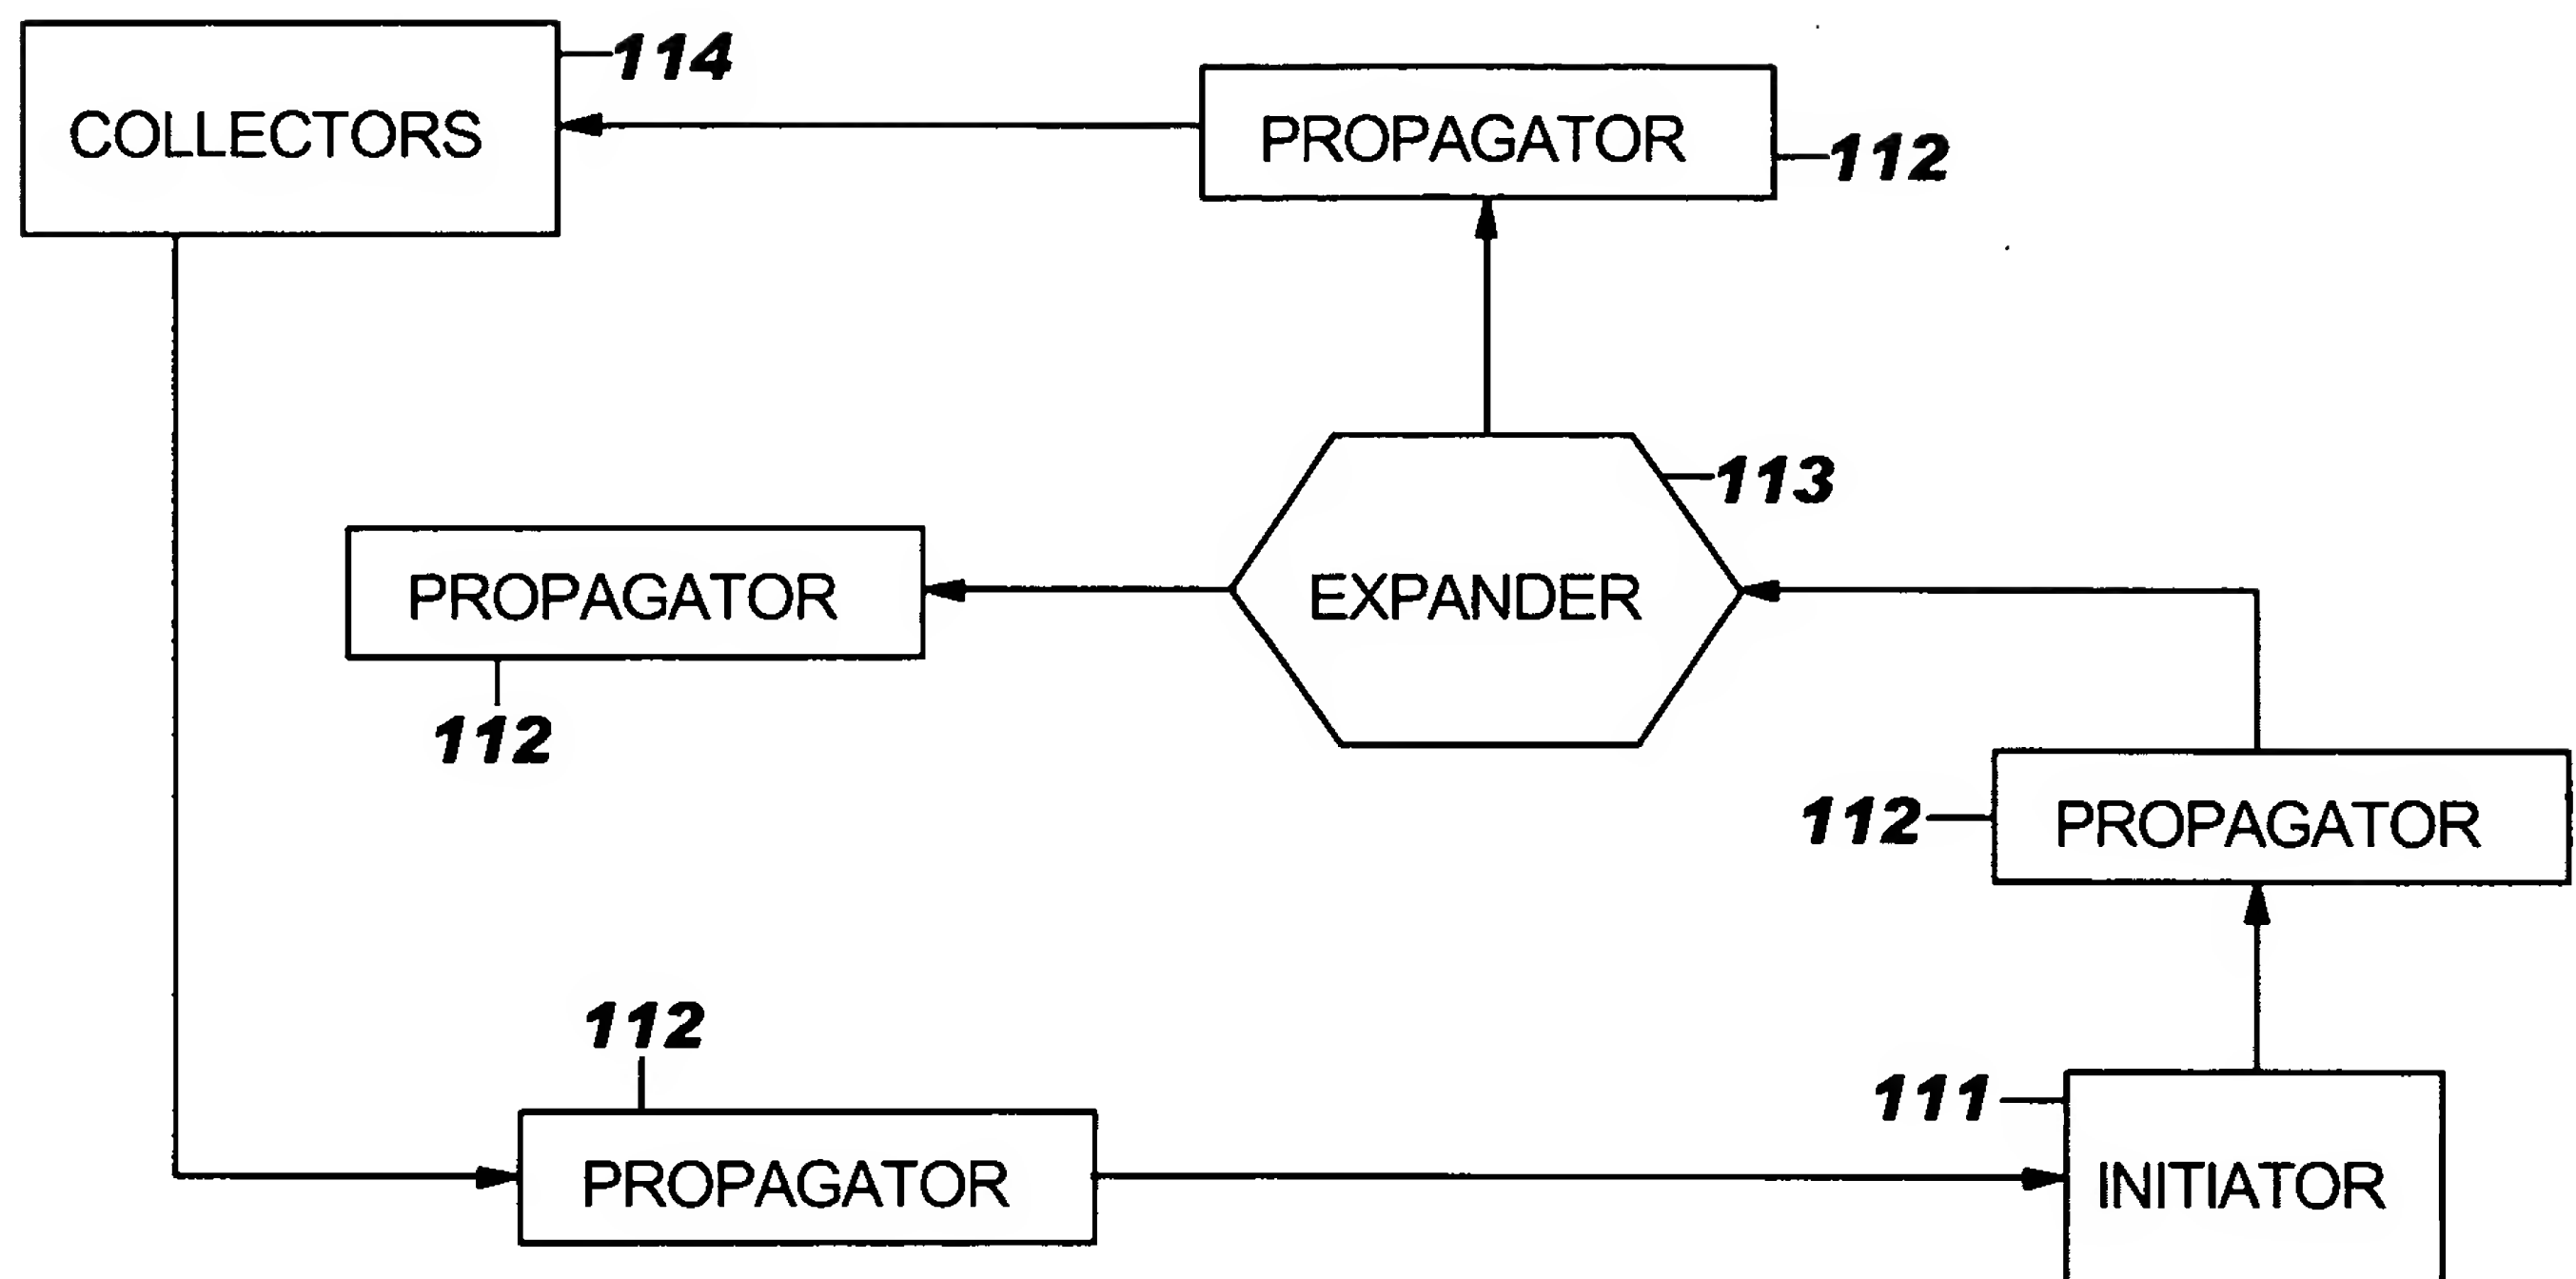 114
COLLECTORS
PROPAGATOR
112
113
PROPAGATOR
EXPANDER
112
112
PROPAGATOR
112
111
PROPAGATOR
INITIATOR